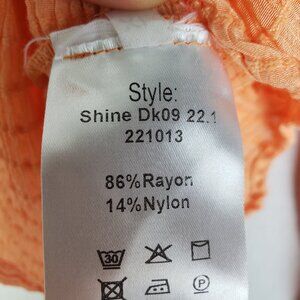 Style:
Shine Dk09 22.1
221013
86%Rayon
14%Nylon
30
P